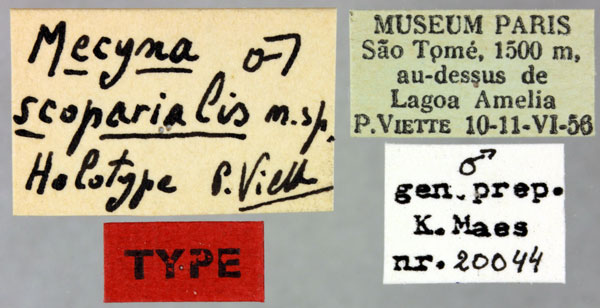 Mecyna ♂
scoparialis n.sp.
Holotype P. Viette
MUSEUM PARIS
São Tomé, 1500 m,
au-dessus de
Lagoa Amelia
P. VIETTE 10-11-VI-56
♂
gen. prep.
K. Maes
nr. 20044
TYPE